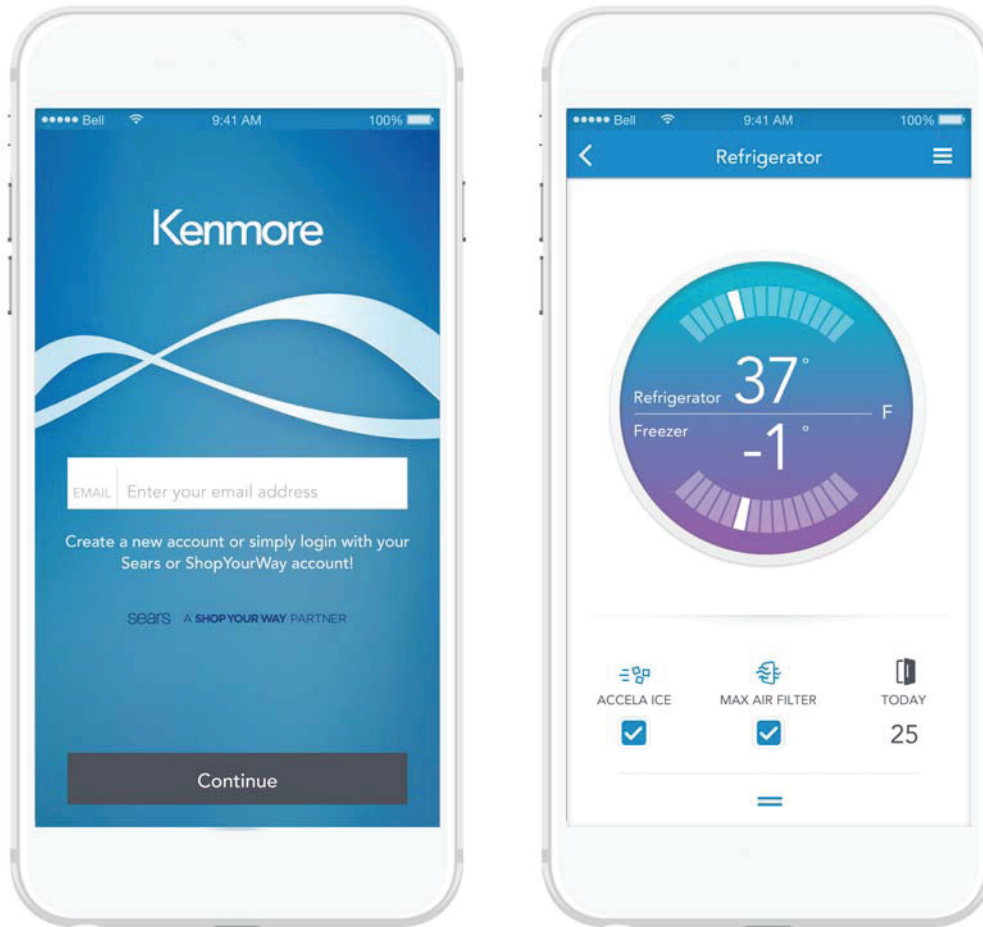 Bell 9:41 AM 100%
Kenmore
EMAIL Enter your email address
Create a new account or simply login with your
Sears or ShopYourWay account!
sears A SHOP YOUR WAY PARTNER
Continue
Bell 9:41 AM 100%
Refrigerator
Refrigerator 37°
F
Freezer -1°
ACCELA ICE MAX AIR FILTER TODAY
25